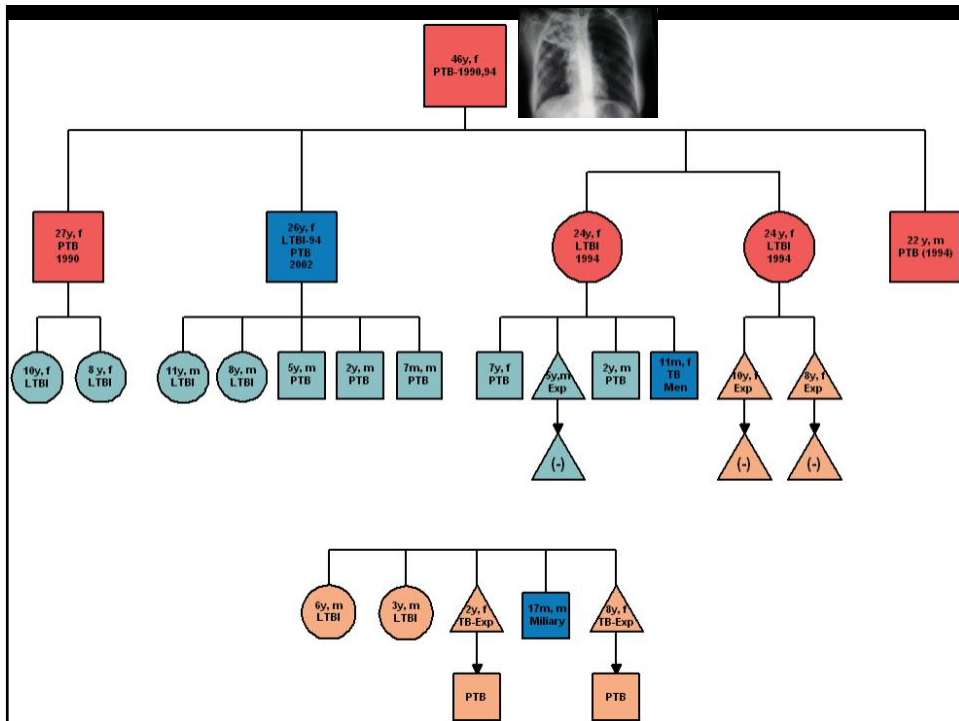 46y, f
PTB-1990,94
27y, f
PTB
1990
26y, f
LTBI-94
PTB
2002
24y, f
LTBI
1994
24 y, f
LTBI
1994
22 y, m
PTB (1994)
10y, f
LTBI
8 y, f
LTBI
11y, m
LTBI
8y, m
LTBI
5y, m
PTB
2y, m
PTB
7m, m
PTB
7y, f
PTB
5y,m
Exp
2y, m
PTB
11m, f
TB
Men
10y, f
Exp
8y, f
Exp
(-)
(-)
(-)
6y, m
LTBI
3y, m
LTBI
2y, f
TB-Exp
17m, m
Miliary
8y, f
TB-Exp
PTB
PTB